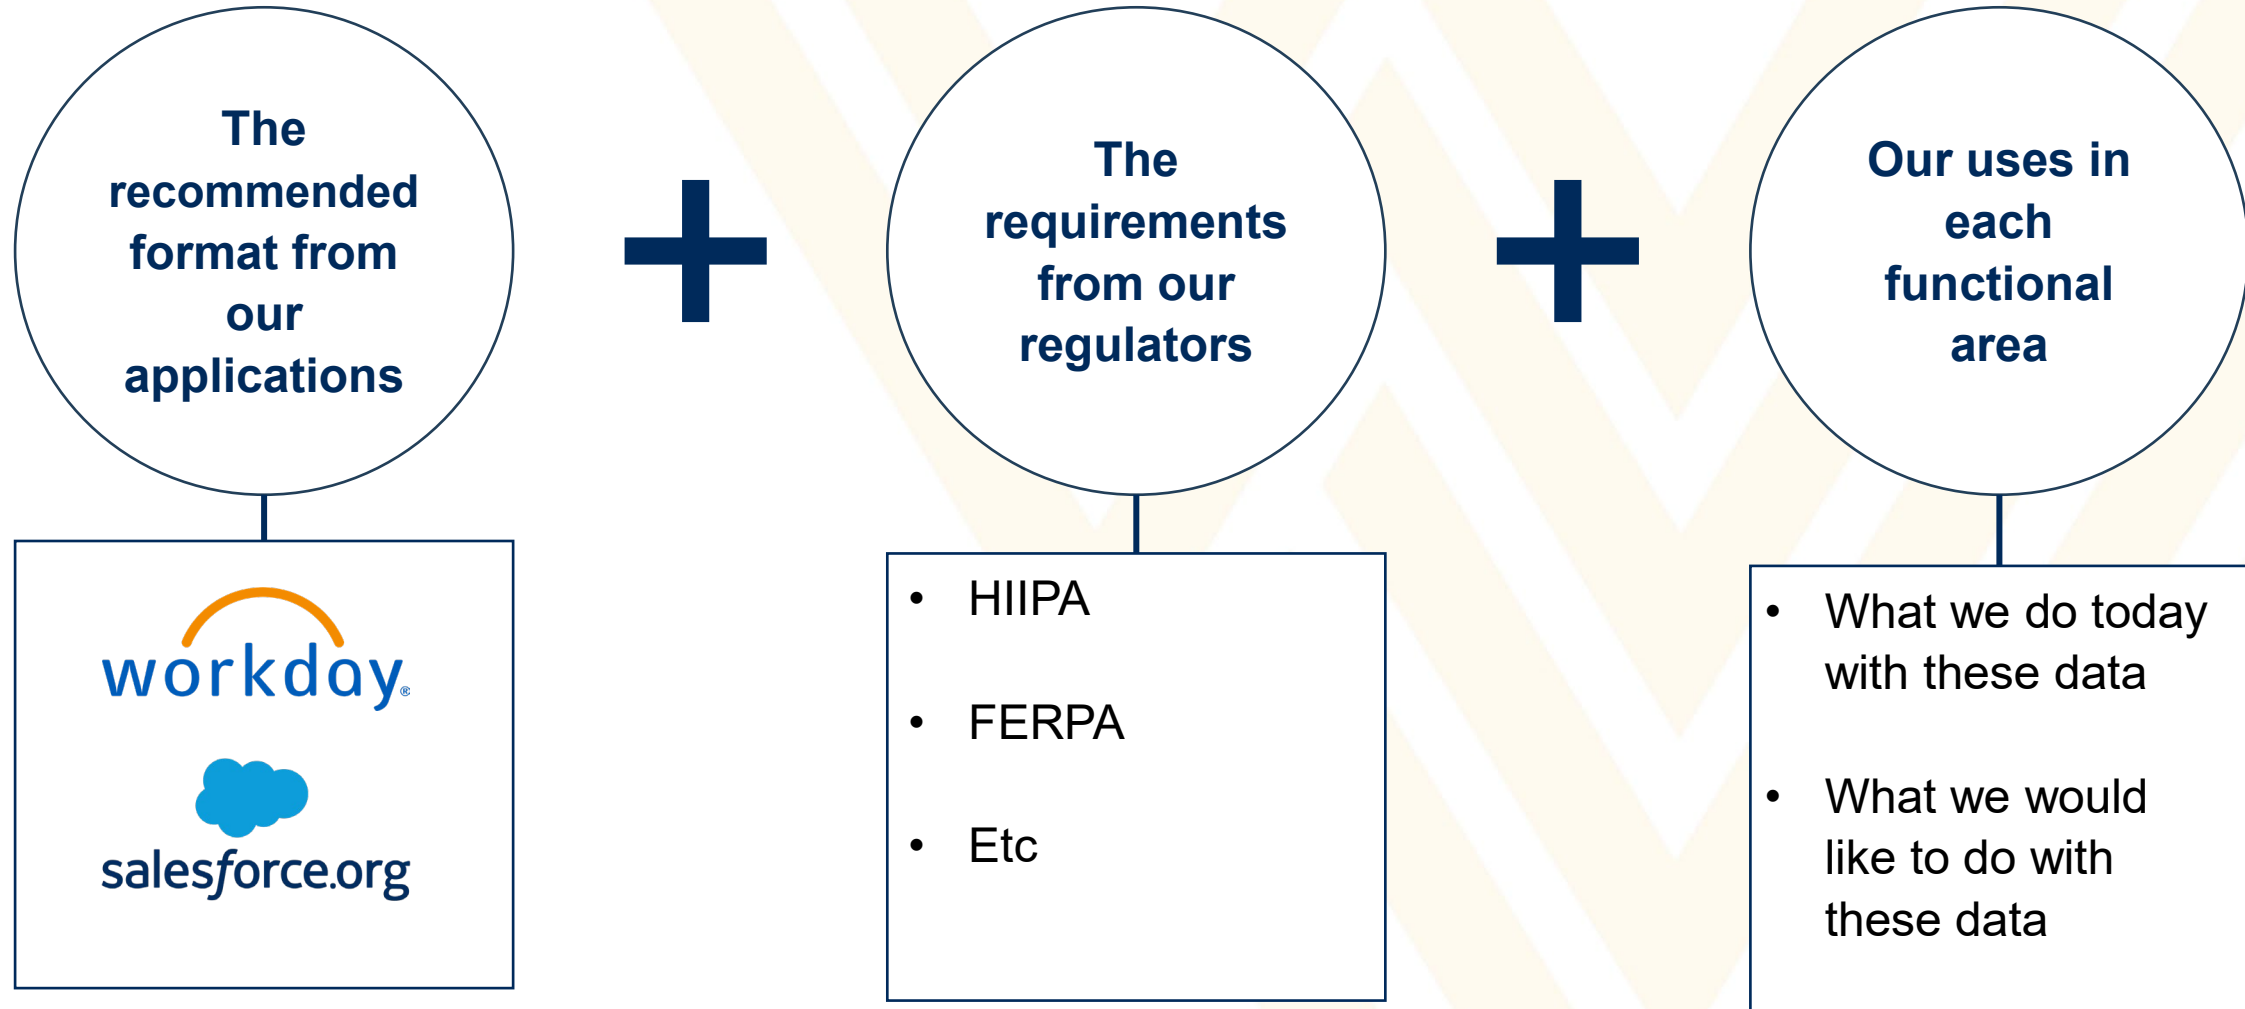 The
recommended
format from
our
applications
The
requirements
from our
regulators
Our uses in
each
functional
area
workday®
salesforce.org
• HIIPA
• FERPA
• Etc
• What we do today
with these data
• What we would
like to do with
these data